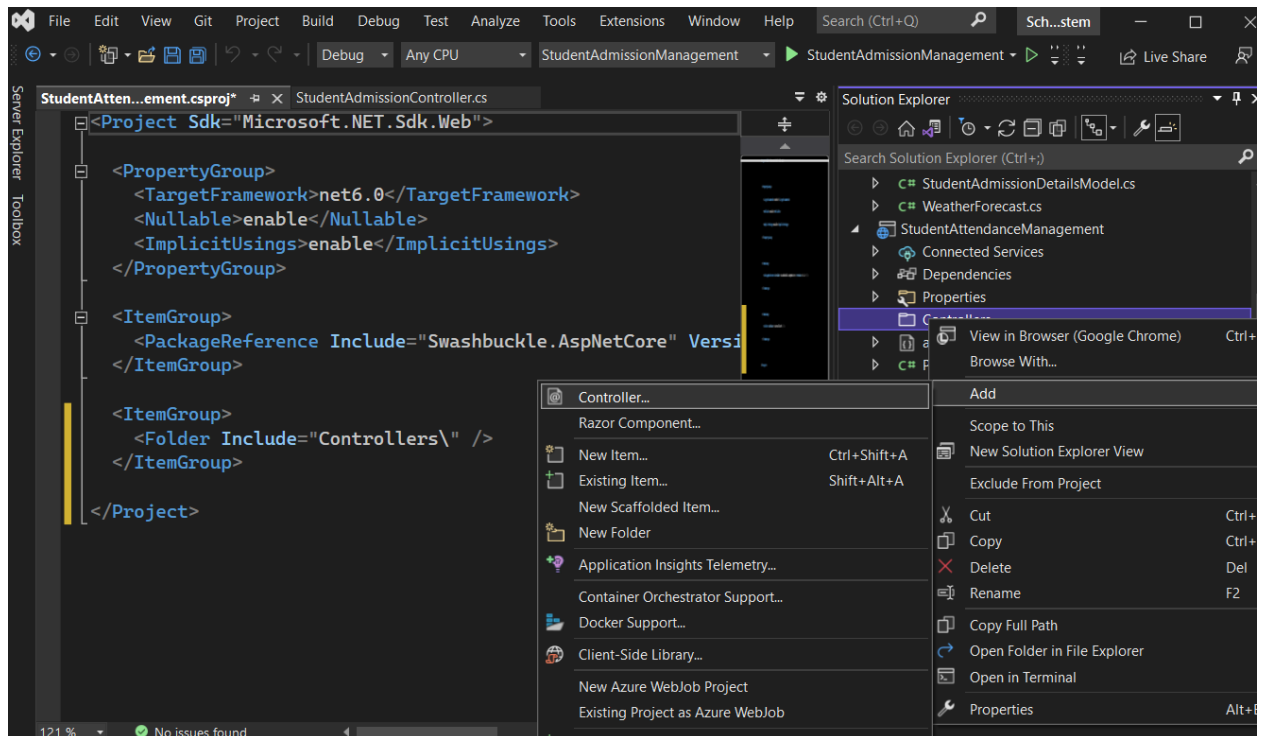 File Edit View Git Project Build Debug Test Analyze Tools Extensions Window Help Search (Ctrl+Q) Sch...stem
Debug Any CPU StudentAdmissionManagement StudentAdmissionManagement Live Share
Server Explorer
Toolbox
StudentAtten...ement.csproj* StudentAdmissionController.cs
<Project Sdk="Microsoft.NET.Sdk.Web">
<PropertyGroup>
<TargetFramework>net6.0</TargetFramework>
<Nullable>enable</Nullable>
<ImplicitUsings>enable</ImplicitUsings>
</PropertyGroup>
<ItemGroup>
<PackageReference Include="Swashbuckle.AspNetCore" Versi
</ItemGroup>
<ItemGroup>
<Folder Include="Controllers\" />
</ItemGroup>
</Project>
121 % No issues found
Solution Explorer
Search Solution Explorer (Ctrl+;)
C# StudentAdmissionDetailsModel.cs
C# WeatherForecast.cs
StudentAttendanceManagement
Connected Services
Dependencies
Properties
Controllers
a
C# P
View in Browser (Google Chrome) Ctrl+
Browse With...
Add
Scope to This
New Solution Explorer View
Exclude From Project
Cut Ctrl+
Copy Ctrl+
Delete Del
Rename F2
Copy Full Path
Open Folder in File Explorer
Open in Terminal
Properties Alt+E
Controller...
Razor Component...
New Item... Ctrl+Shift+A
Existing Item... Shift+Alt+A
New Scaffolded Item...
New Folder
Application Insights Telemetry...
Container Orchestrator Support...
Docker Support...
Client-Side Library...
New Azure WebJob Project
Existing Project as Azure WebJob